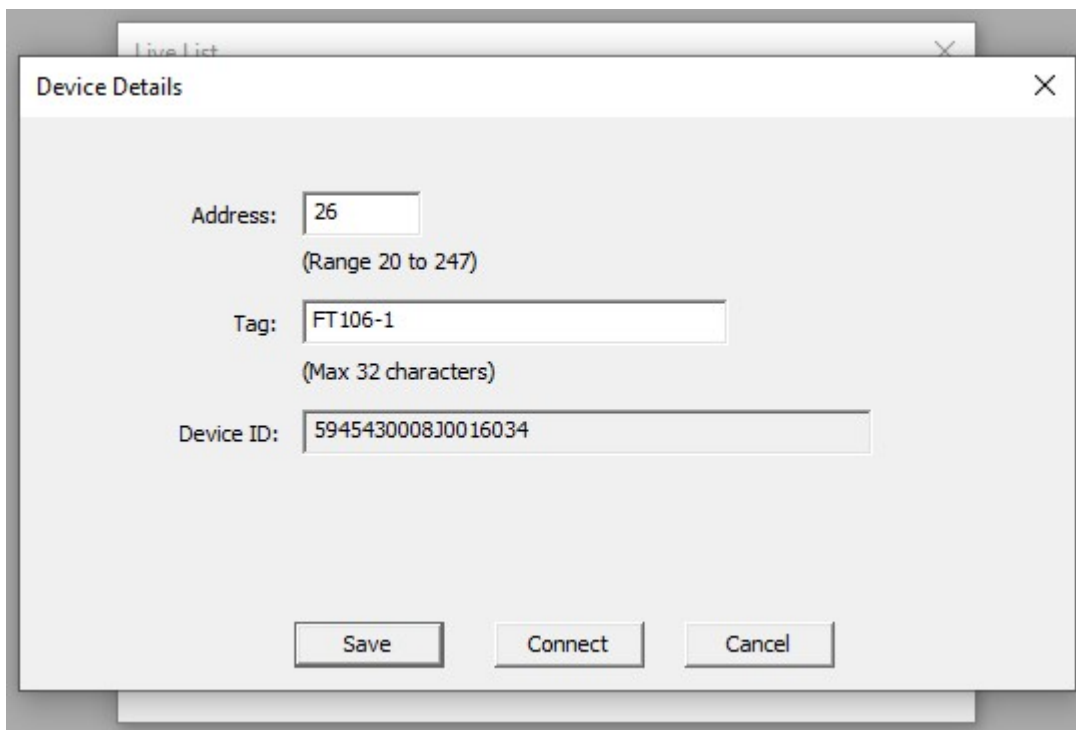 Live List
Device Details
Address: 26
(Range 20 to 247)
Tag: FT106-1
(Max 32 characters)
Device ID: 5945430008J0016034
Save Connect Cancel